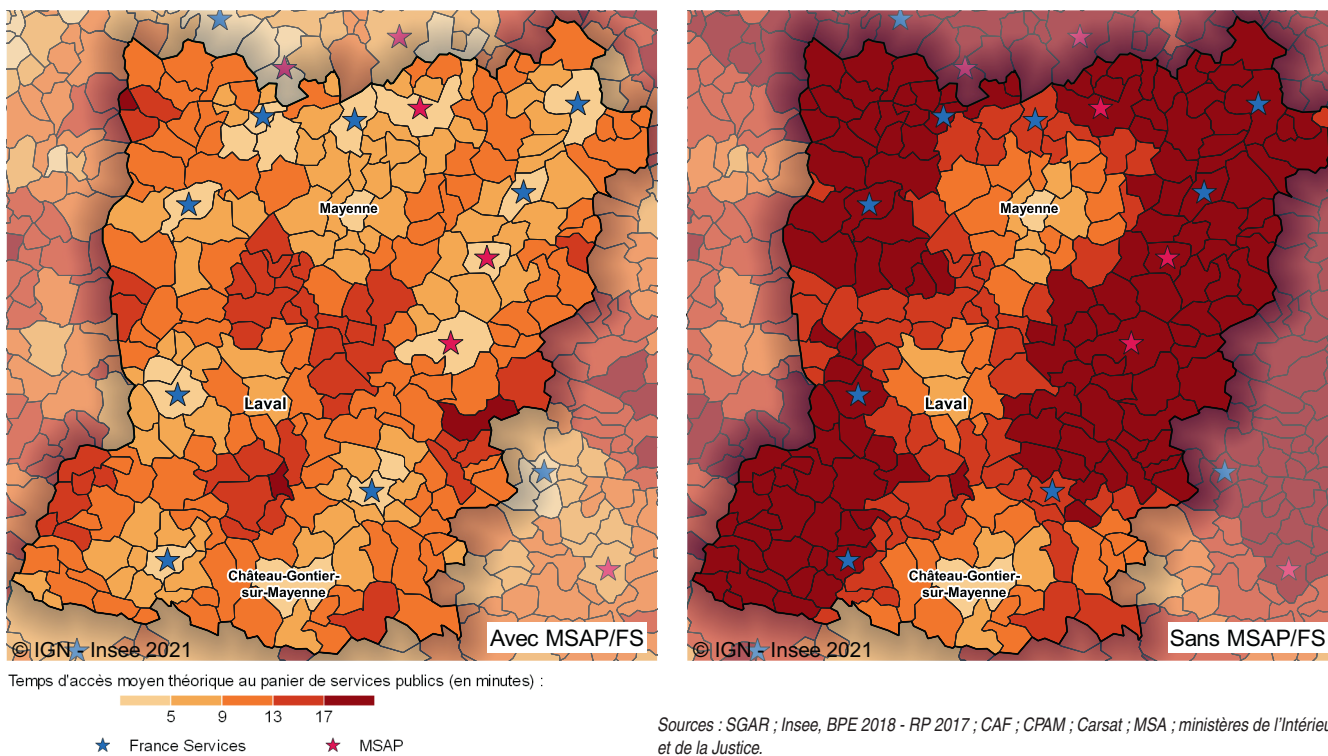 Mayenne
Laval
Château-Gontier-
sur-Mayenne
Avec MSAP/FS
© IGN - Insee 2021
Mayenne
Laval
Château-Gontier-
sur-Mayenne
Sans MSAP/FS
© IGN - Insee 2021
Temps d'accès moyen théorique au panier de services publics (en minutes) :
5 9 13 17
France Services MSAP
Sources : SGAR ; Insee, BPE 2018 - RP 2017 ; CAF ; CPAM ; Carsat ; MSA ; ministères de l'Intérieu
et de la Justice.